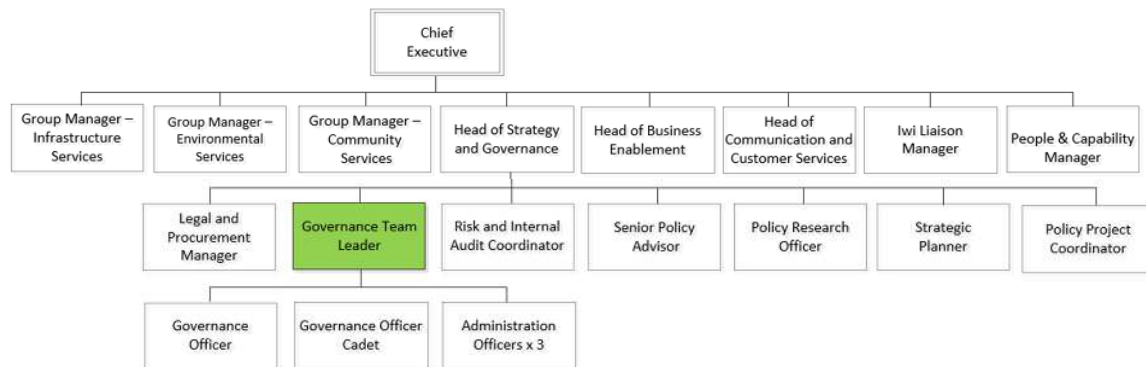 Chief
Executive
Group Manager –
Infrastructure
Services
Group Manager –
Environmental
Services
Group Manager –
Community
Services
Head of Strategy
and Governance
Head of Business
Enablement
Head of
Communication and
Customer Services
Iwi Liaison
Manager
People & Capability
Manager
Legal and
Procurement
Manager
Governance Team
Leader
Risk and Internal
Audit Coordinator
Senior Policy
Advisor
Policy Research
Officer
Strategic
Planner
Policy Project
Coordinator
Governance
Officer
Governance Officer
Cadet
Administration
Officers x 3